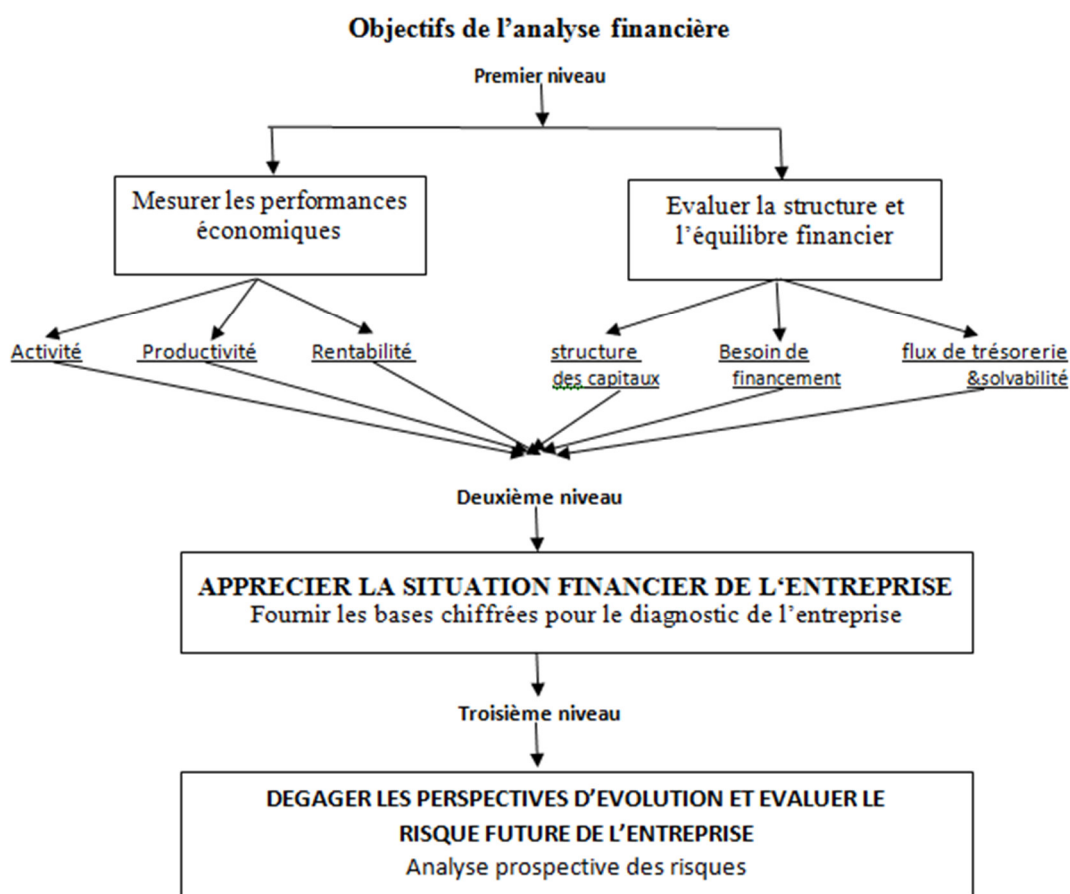 Objectifs de l’analyse financière
Premier niveau
Mesurer les performances
économiques
Evaluer la structure et
l’équilibre financier
Activité
Productivité
Rentabilité
structure
des capitaux
Besoin de
financement
flux de trésorerie
&solvabilité
Deuxième niveau
APPRECIER LA SITUATION FINANCIER DE L‘ENTREPRISE
Fournir les bases chiffrées pour le diagnostic de l’entreprise
Troisième niveau
DEGAGER LES PERSPECTIVES D’EVOLUTION ET EVALUER LE
RISQUE FUTURE DE L’ENTREPRISE
Analyse prospective des risques